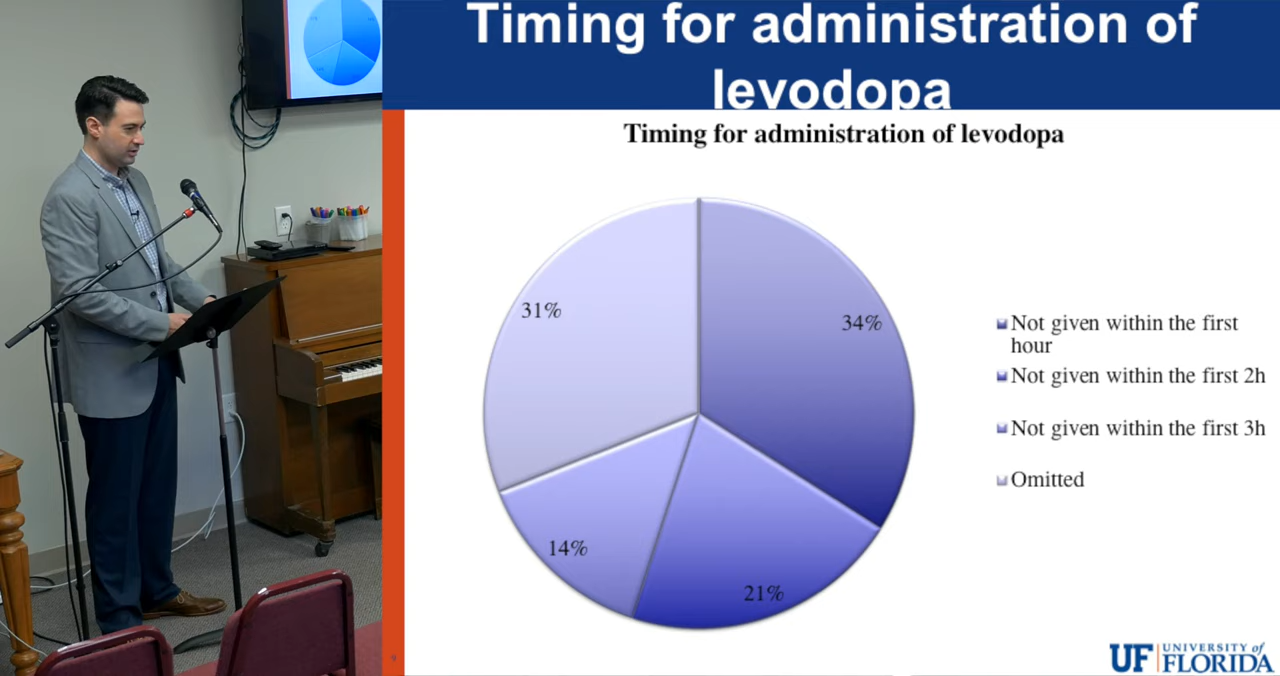 Timing for administration of
levodopa
Timing for administration of levodopa
31%
34%
14%
21%
Not given within the first
hour
Not given within the first 2h
Not given within the first 3h
Omitted
UF UNIVERSITY of
FLORIDA